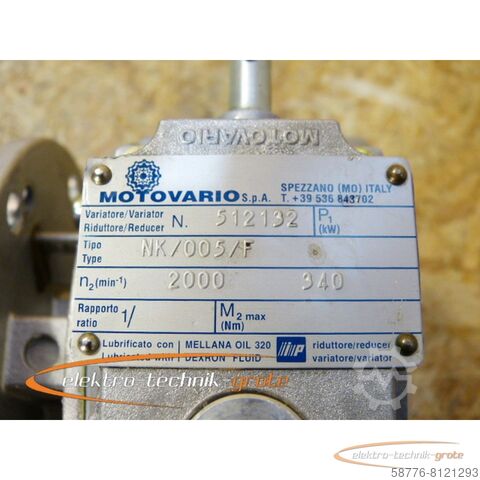 MOTOVARIO
MOTOVARIO S.p.A.
SPEZZANO (MO) ITALY
T. +39 536 843702
Variatore/Variator
Riduttore/Reducer N. 512132 P1 (kW)
Tipo
Type NK/005/F
n2 (min-1) 2000 340
Rapporto
ratio 1/ M2 max (Nm)
Lubrificato con MELLANA OIL 320 IP riduttore/reducer
Lubricated with DEXRON FLUID variatore/variator
elektro-technik-grote
elektro-technik-grote
58776-8121293